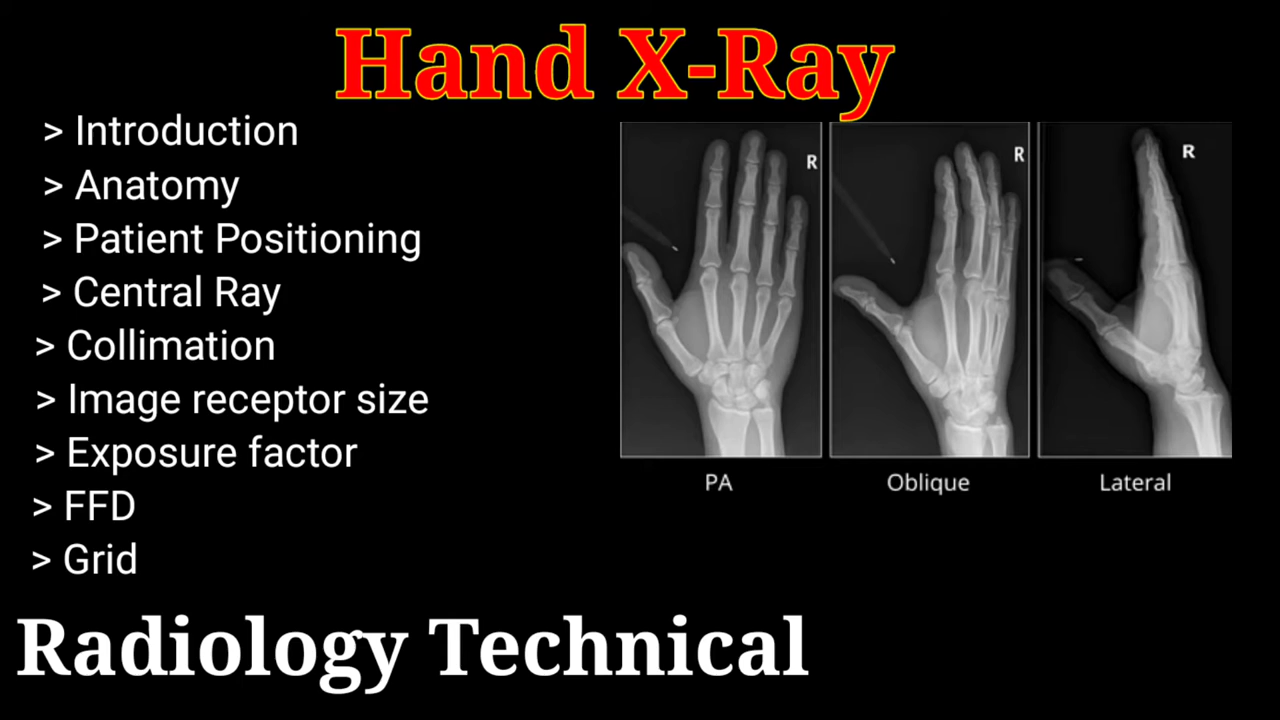 Hand X-Ray
> Introduction
> Anatomy
> Patient Positioning
> Central Ray
> Collimation
> Image receptor size
> Exposure factor
> FFD
> Grid
R
R
R
PA
Oblique
Lateral
Radiology Technical